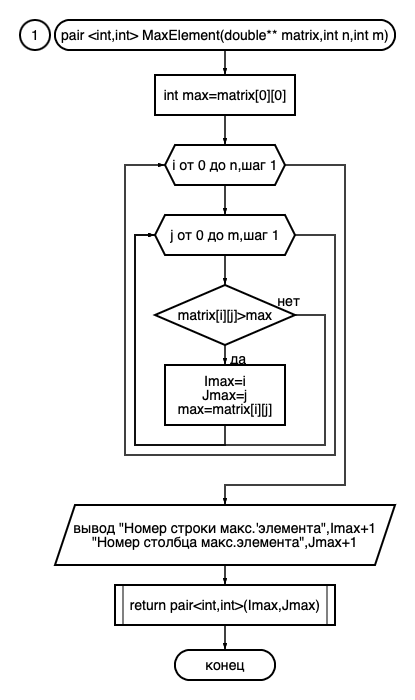 1 pair <int,int> MaxElement(double** matrix,int n,int m)
int max=matrix[0][0]
i от 0 до n,шаг 1
j от 0 до m,шаг 1
matrix[i][j]>max
нет
да
Imax=i
Jmax=j
max=matrix[i][j]
вывод "Номер строки макс.'элемента",Imax+1
"Номер столбца макс.элемента",Jmax+1
return pair<int,int>(Imax,Jmax)
конец